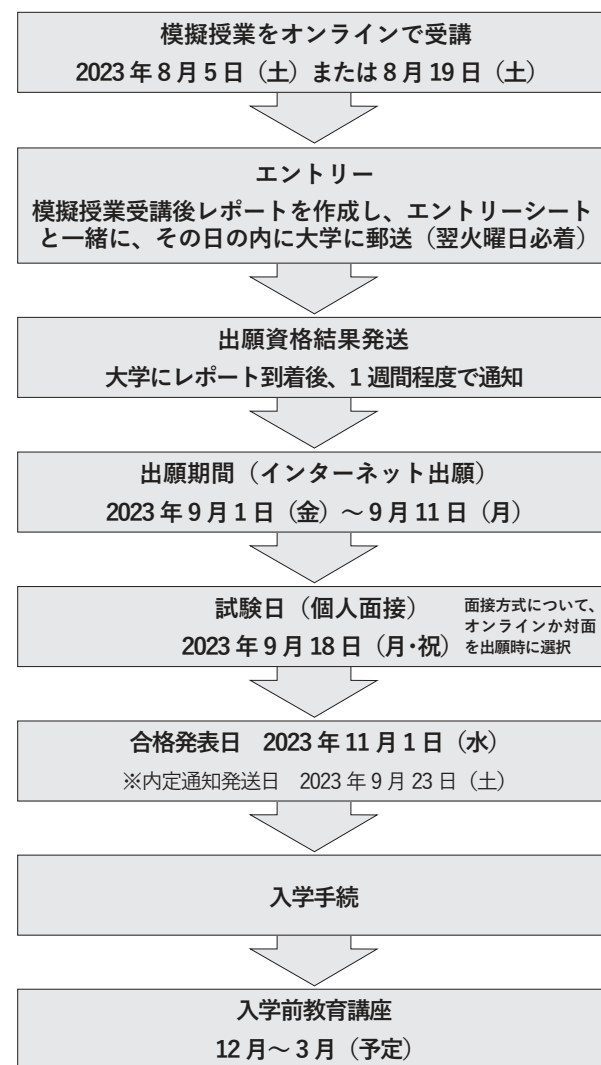 模擬授業をオンラインで受講
2023年8月5日（土）または8月19日（土）
エントリー
模擬授業受講後レポートを作成し、エントリーシート
と一緒に、その日の内に大学に郵送（翌火曜日必着）
出願資格結果発送
大学にレポート到着後、1週間程度で通知
出願期間（インターネット出願）
2023年9月1日（金）～9月11日（月）
試験日（個人面接）
2023年9月18日（月・祝）
面接方式について、
オンラインか対面
を出願時に選択
合格発表日　2023年11月1日（水）
※内定通知発送日　2023年9月23日（土）
入学手続
入学前教育講座
12月～3月（予定）